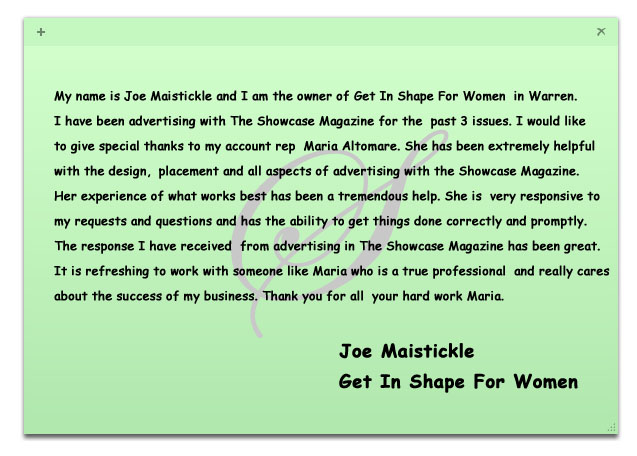 My name is Joe Maistickle and I am the owner of Get In Shape For Women in Warren.
I have been advertising with The Showcase Magazine for the past 3 issues. I would like
to give special thanks to my account rep Maria Altomare. She has been extremely helpful
with the design, placement and all aspects of advertising with the Showcase Magazine.
Her experience of what works best has been a tremendous help. She is very responsive to
my requests and questions and has the ability to get things done correctly and promptly.
The response I have received from advertising in The Showcase Magazine has been great.
It is refreshing to work with someone like Maria who is a true professional and really cares
about the success of my business. Thank you for all your hard work Maria.
Joe Maistickle
Get In Shape For Women